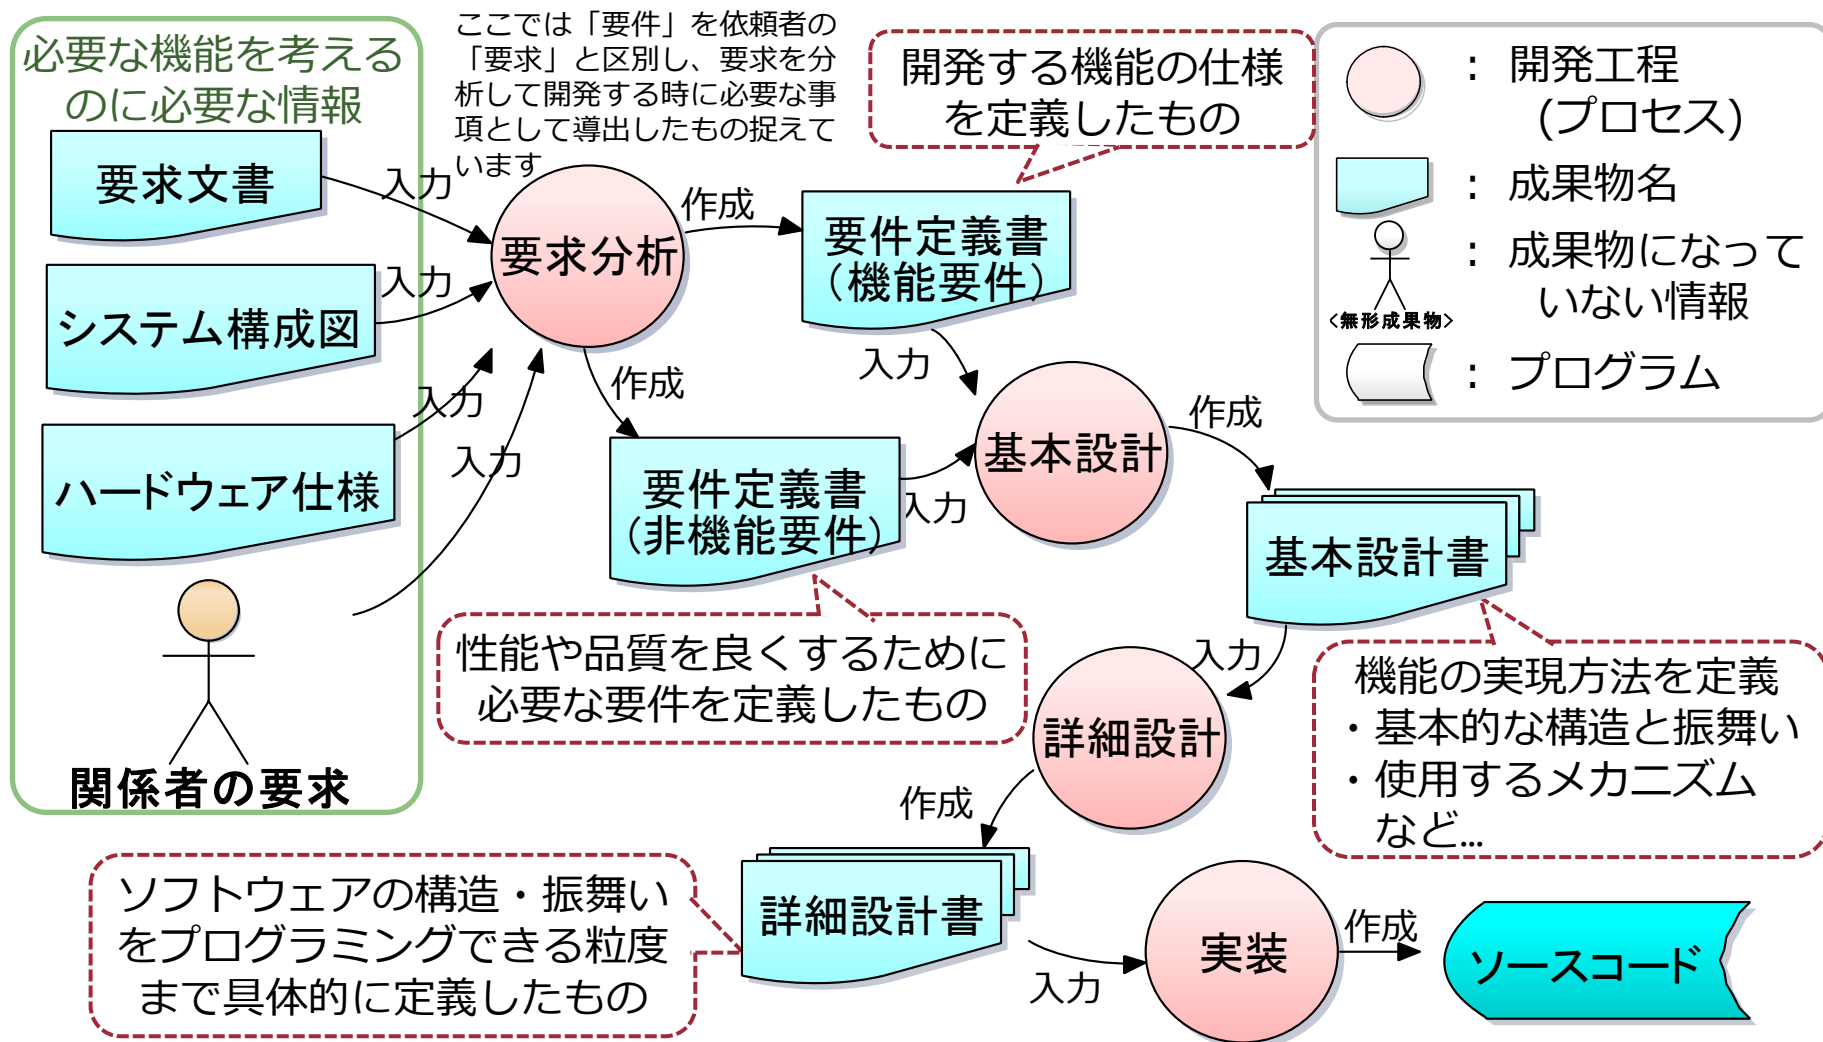 必要な機能を考える
のに必要な情報
要求文書
システム構成図
ハードウェア仕様
関係者の要求
ここでは「要件」を依頼者の
「要求」と区別し、要求を分
析して開発する時に必要な事
項として導出したもの捉えて
います
入力
入力
入力
入力
要求分析
作成
作成
開発する機能の仕様
を定義したもの
要件定義書
（機能要件）
入力
要件定義書
（非機能要件）
入力
性能や品質を良くするために
必要な要件を定義したもの
基本設計
作成
基本設計書
入力
機能の実現方法を定義
・基本的な構造と振舞い
・使用するメカニズム
など…
詳細設計
作成
詳細設計書
ソフトウェアの構造・振舞い
をプログラミングできる粒度
まで具体的に定義したもの
入力
実装
作成
ソースコード
： 開発工程
(プロセス)
： 成果物名
： 成果物になって
いない情報
<無形成果物>
： プログラム